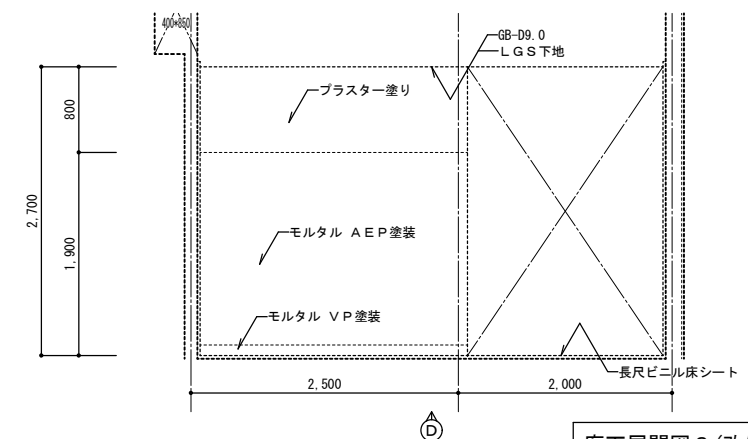 400*850
GB-D9.0
LGS下地
プラスター塗り
800
2,700
1,900
モルタル AEP塗装
モルタル VP塗装
長尺ビニル床シート
2,500
2,000
D